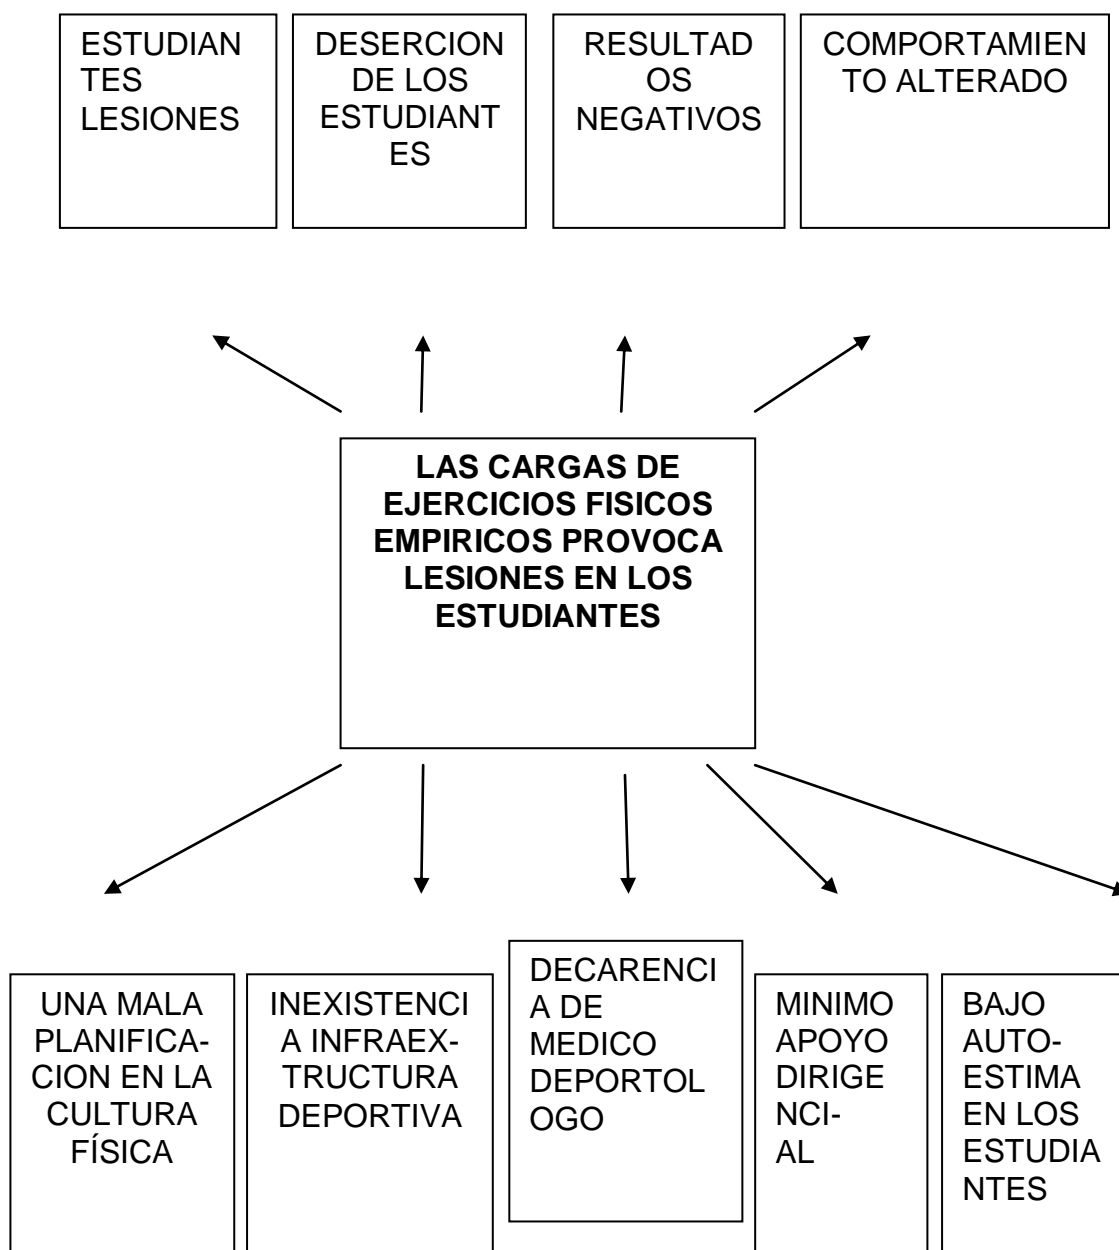 ESTUDIAN
TES
LESIONES
DESERCION
DE LOS
ESTUDIANT
ES
RESULTAD
OS
NEGATIVOS
COMPORTAMIEN
TO ALTERADO
LAS CARGAS DE
EJERCICIOS FISICOS
EMPIRICOS PROVOCA
LESIONES EN LOS
ESTUDIANTES
UNA MALA
PLANIFICA-
CION EN LA
CULTURA
FÍSICA
INEXISTENCI
A INFRAEX-
TRUCTURA
DEPORTIVA
DECARENCI
A DE
MEDICO
DEPORTOL
OGO
MINIMO
APOYO
DIRIGE
NCI-
AL
BAJO
AUTO-
ESTIMA
EN LOS
ESTUDIA
NTES